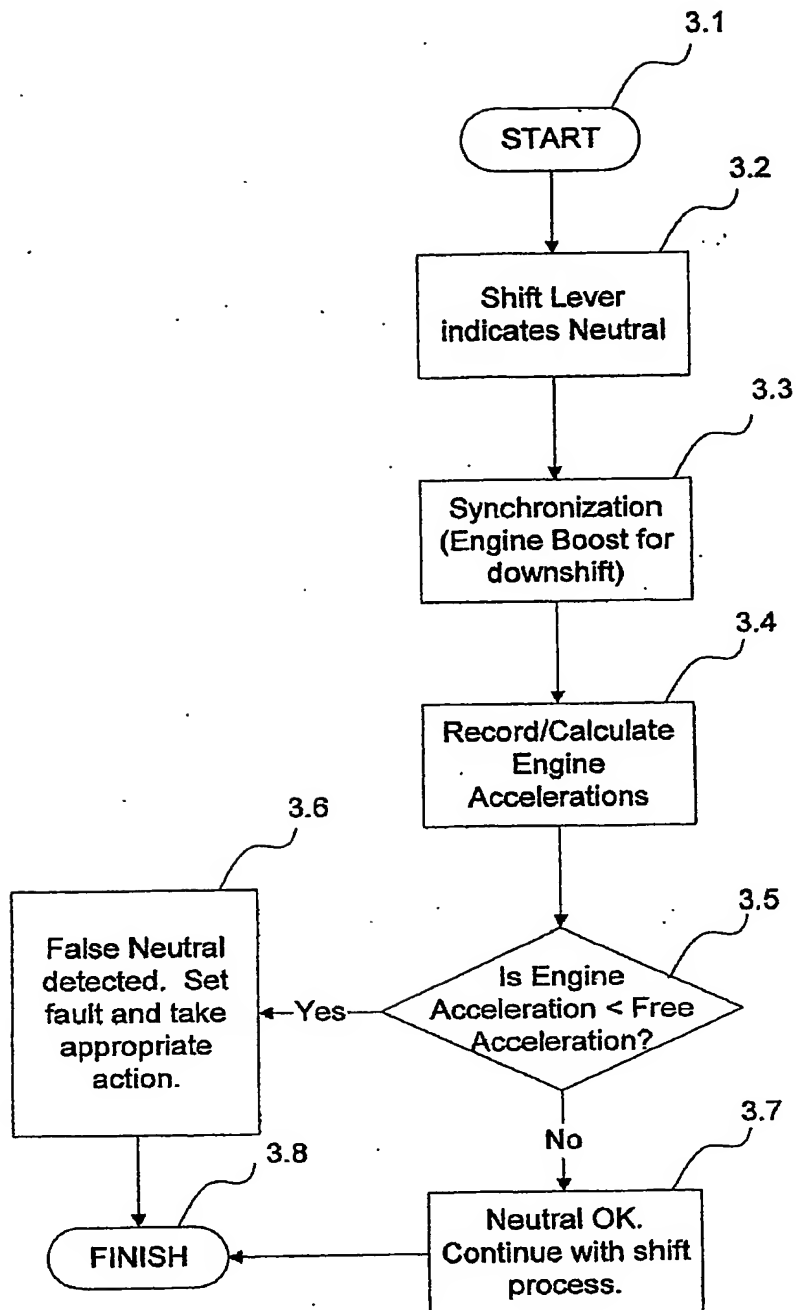 3.1
START
3.2
Shift Lever
indicates Neutral
3.3
Synchronization
(Engine Boost for
downshift)
3.4
Record/Calculate
Engine
Accelerations
3.5
Is Engine
Acceleration < Free
Acceleration?
Yes
3.6
False Neutral
detected. Set
fault and take
appropriate
action.
No
3.7
Neutral OK.
Continue with shift
process.
3.8
FINISH